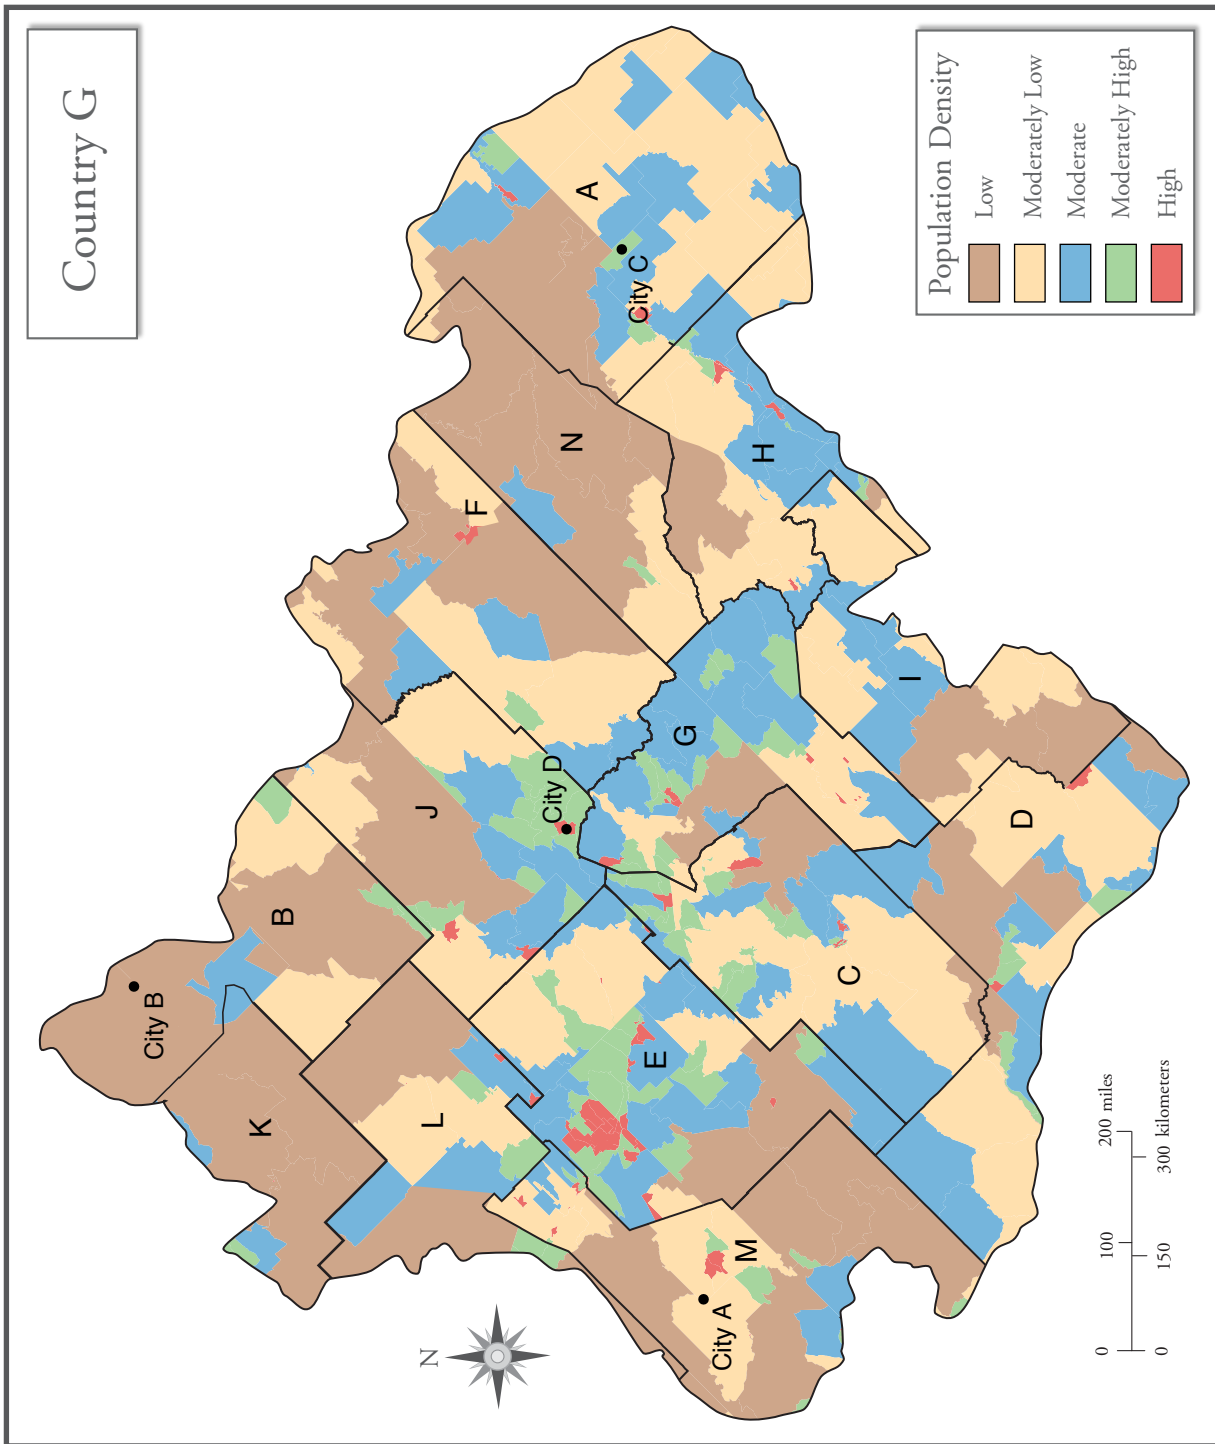 Country G
Population Density
Low
Moderately Low
Moderate
Moderately High
High
A
City C
N
H
F
G
I
J
City D
D
B
City B
C
E
K
L
M
City A
N
0 100 200 miles
0 150 300 kilometers